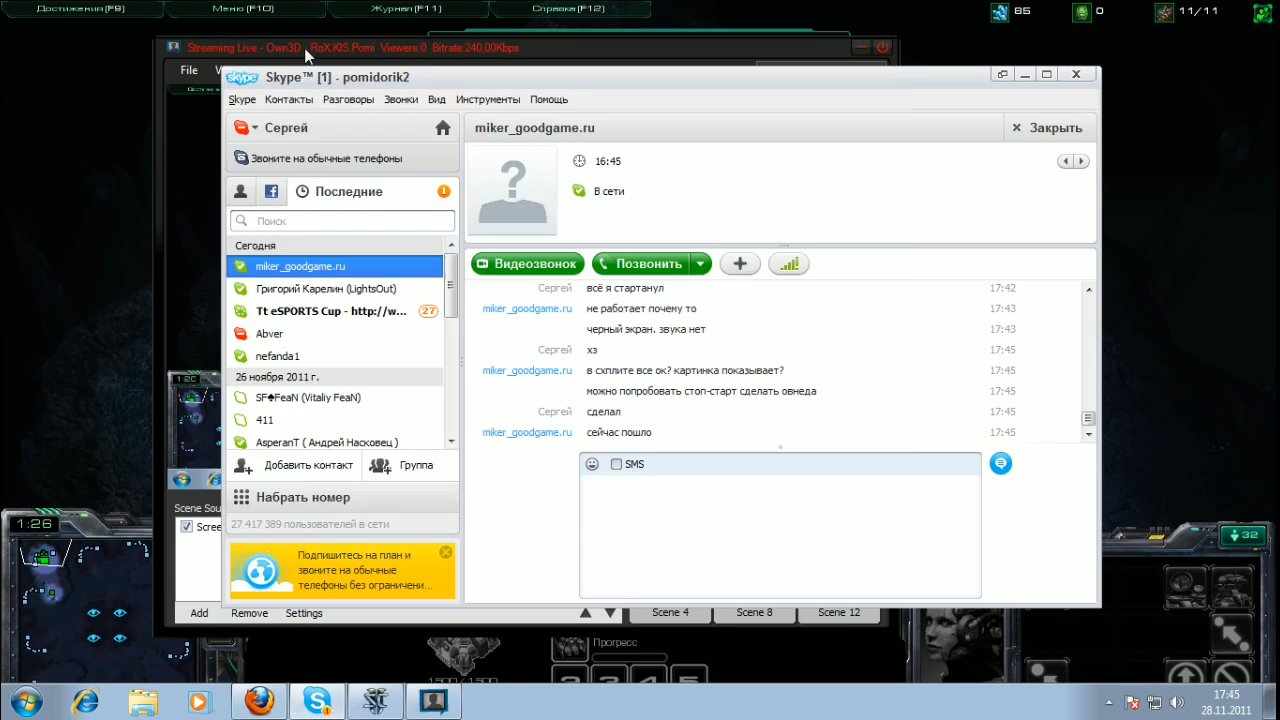 Достижения(F9)
Меню (F10)
Журнал(F11)
Справка(F12)
85
0
11/11
Streaming Live - Own3D - RoX.KIS.Pomi Viewers:0 Bitrate:240.00Kbps
File
Skype™ [1] - pomidorik2
Skype Контакты Разговоры Звонки Вид Инструменты Помощь
Сергей
Звоните на обычные телефоны
Последние
1
Поиск
Сегодня
miker_goodgame.ru
Григорий Карелин (LightsOut)
Tt eSPORTS Cup - http://w...
27
Abver
nefanda1
26 ноября 2011 г.
SF♠FeaN (Vitaliy FeaN)
411
AsperanT ( Андрей Насковец )
Добавить контакт
Группа
Набрать номер
27 417 389 пользователей в сети
Подпишитесь на план и
звоните на обычные
телефоны без ограничени...
miker_goodgame.ru
Закрыть
16:45
В сети
Видеозвонок
Позвонить
Сергей всё я стартанул 17:42
miker_goodgame.ru не работает почему то 17:43
черный экран. звука нет 17:43
Сергей хз 17:45
miker_goodgame.ru в схплите все ок? картинка показывает? 17:45
можно попробовать стоп-старт сделать овнеда 17:45
Сергей сделал 17:45
miker_goodgame.ru сейчас пошло 17:45
SMS
Scene Sou
Scree
Add Remove Settings
Scene 4 Scene 8 Scene 12
1:26
32
Прогресс
17:45
28.11.2011